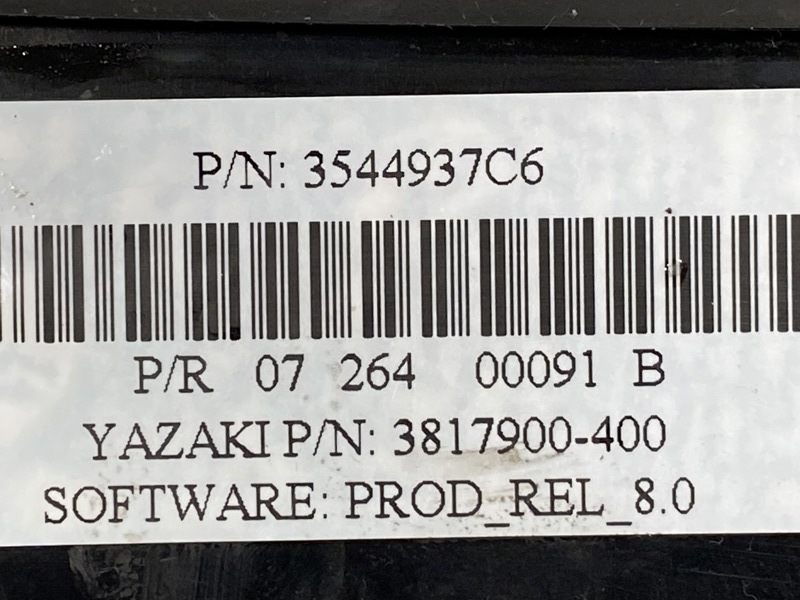 P/N: 3544937C6
P/R 07 264 00091 B
YAZAKI P/N: 3817900-400
SOFTWARE: PROD_REL_8.0